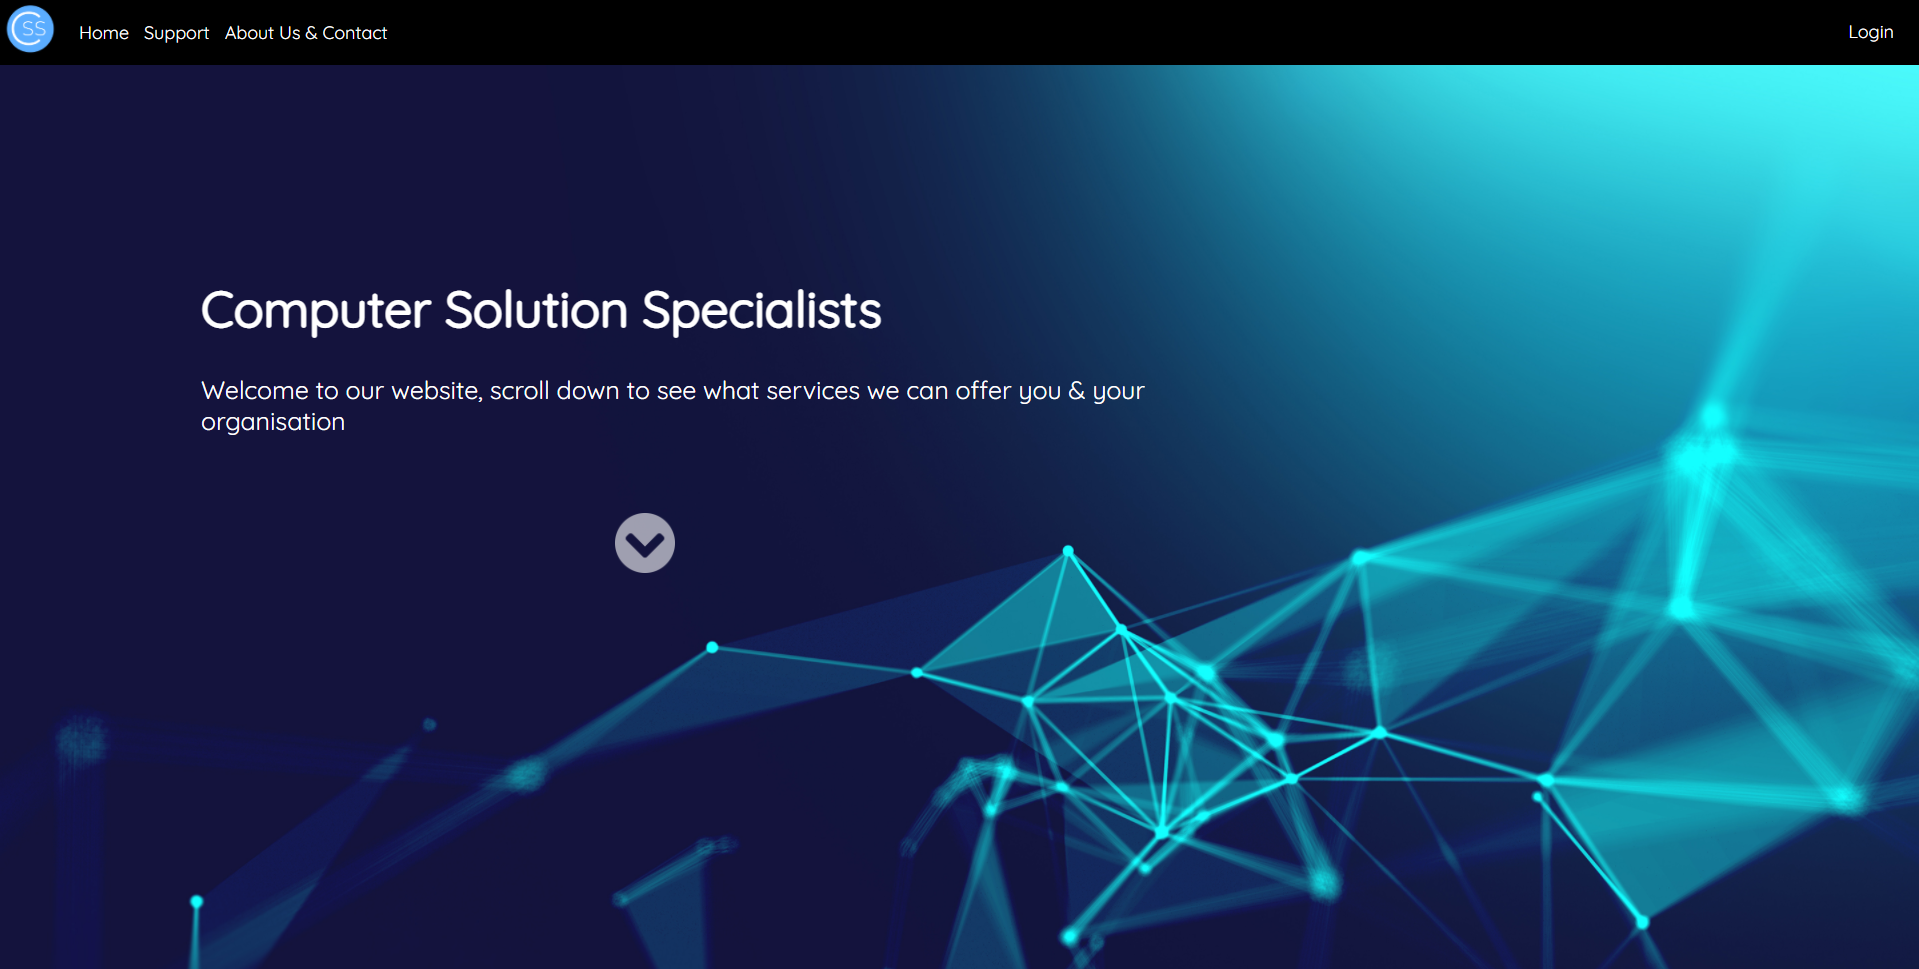 CSS
Home Support About Us & Contact Login
Computer Solution Specialists
Welcome to our website, scroll down to see what services we can offer you & your
organisation